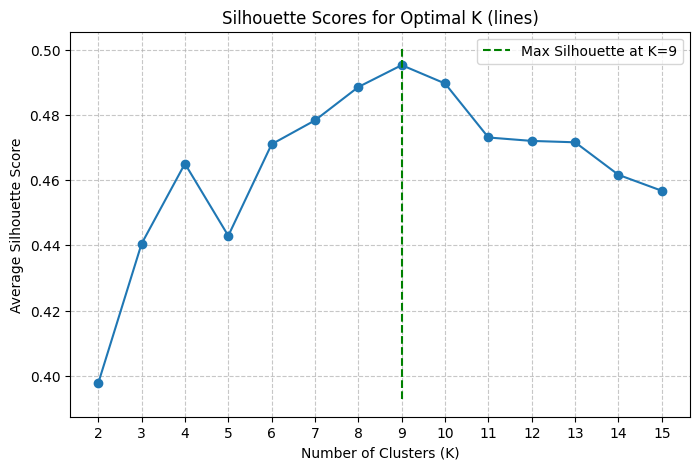 Silhouette Scores for Optimal K (lines)
Max Silhouette at K=9
Average Silhouette Score
0.50
0.48
0.46
0.44
0.42
0.40
2 3 4 5 6 7 8 9 10 11 12 13 14 15
Number of Clusters (K)